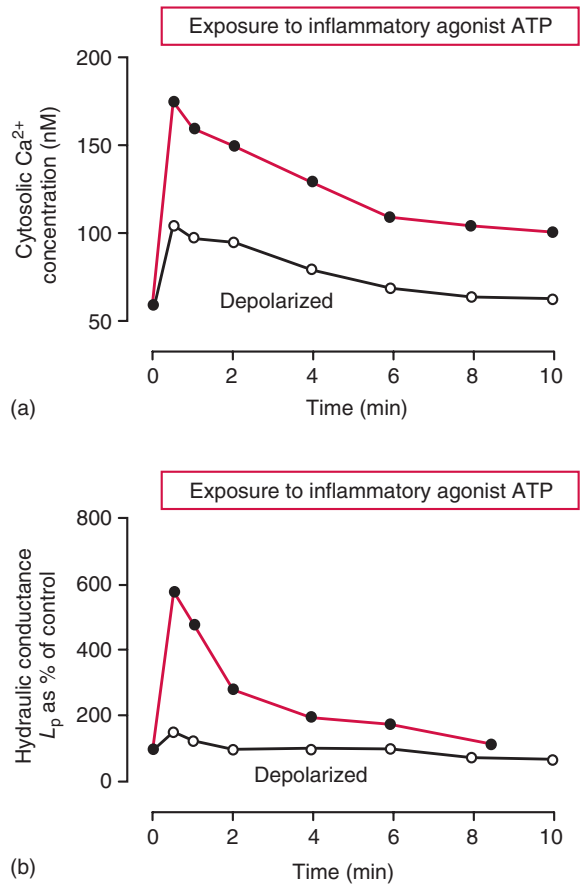 Exposure to inflammatory agonist ATP
Cytosolic Ca²⁺
concentration (nM)
200
150
100
50
Depolarized
0 2 4 6 8 10
Time (min)
(a)
Exposure to inflammatory agonist ATP
Hydraulic conductance
Lₚ as % of control
800
600
400
200
0
Depolarized
0 2 4 6 8 10
Time (min)
(b)